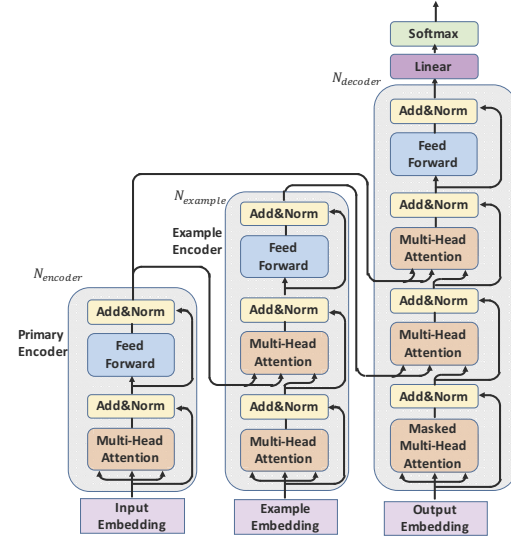 Softmax
Linear
N_decoder
Add&Norm
Feed
Forward
Add&Norm
Multi-Head
Attention
Add&Norm
Multi-Head
Attention
Add&Norm
Masked
Multi-Head
Attention
Output
Embedding
N_example
Example
Encoder
Add&Norm
Feed
Forward
Add&Norm
Multi-Head
Attention
Add&Norm
Multi-Head
Attention
Example
Embedding
N_encoder
Primary
Encoder
Add&Norm
Feed
Forward
Add&Norm
Multi-Head
Attention
Input
Embedding